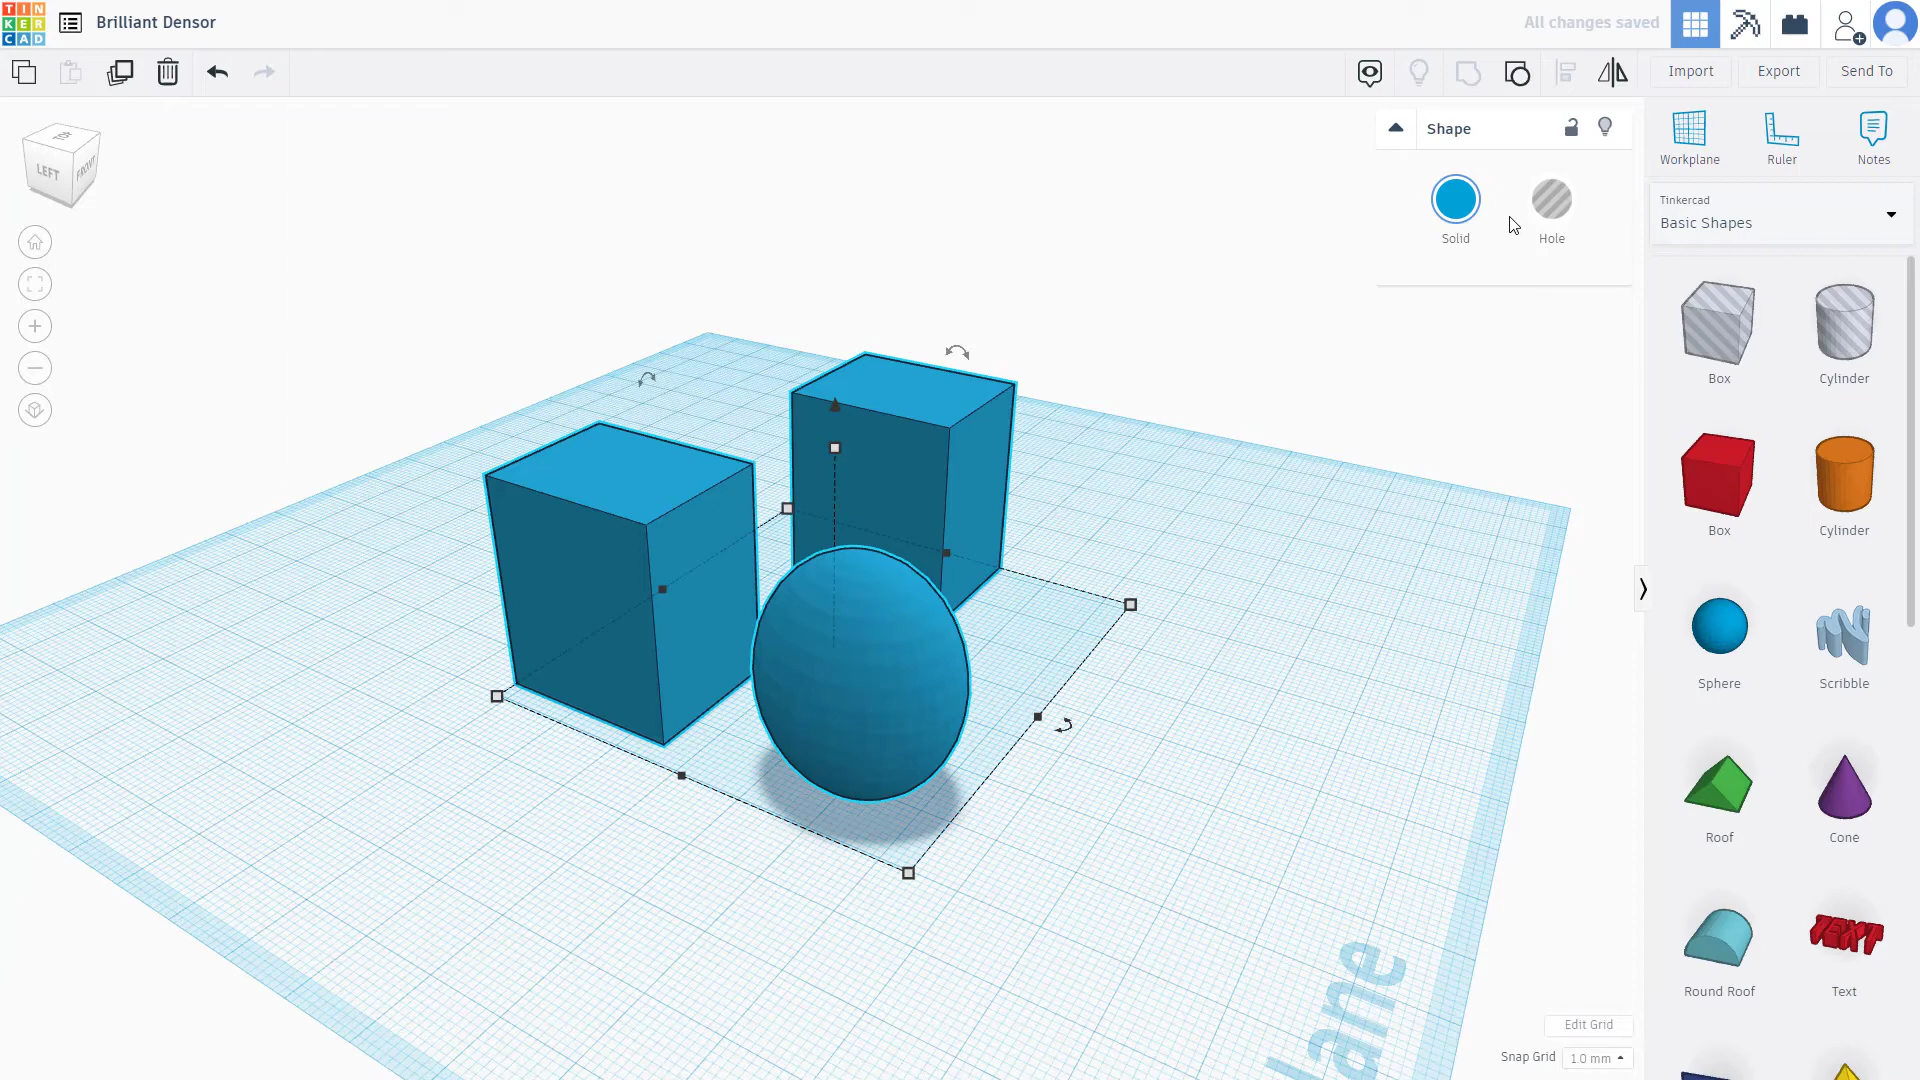 TIN
KER
CAD
Brilliant Densor
All changes saved
Import
Export
Send To
LEFT
FRONT
Shape
Solid
Hole
Workplane
Ruler
Notes
Tinkercad
Basic Shapes
Box
Cylinder
Box
Cylinder
Sphere
Scribble
Roof
Cone
TEXT
Round Roof
Text
lane
Edit Grid
Snap Grid
1.0 mm